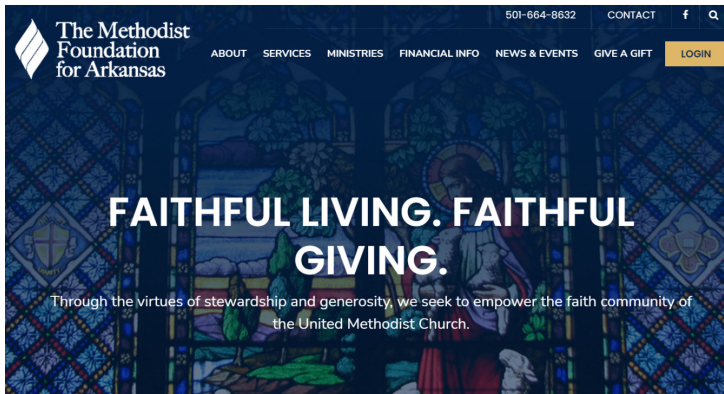 501-664-8632 CONTACT f
The Methodist
Foundation
for Arkansas
ABOUT SERVICES MINISTRIES FINANCIAL INFO NEWS & EVENTS GIVE A GIFT LOGIN
FAITHFUL LIVING. FAITHFUL
GIVING.
Through the virtues of stewardship and generosity, we seek to empower the faith community of
the United Methodist Church.